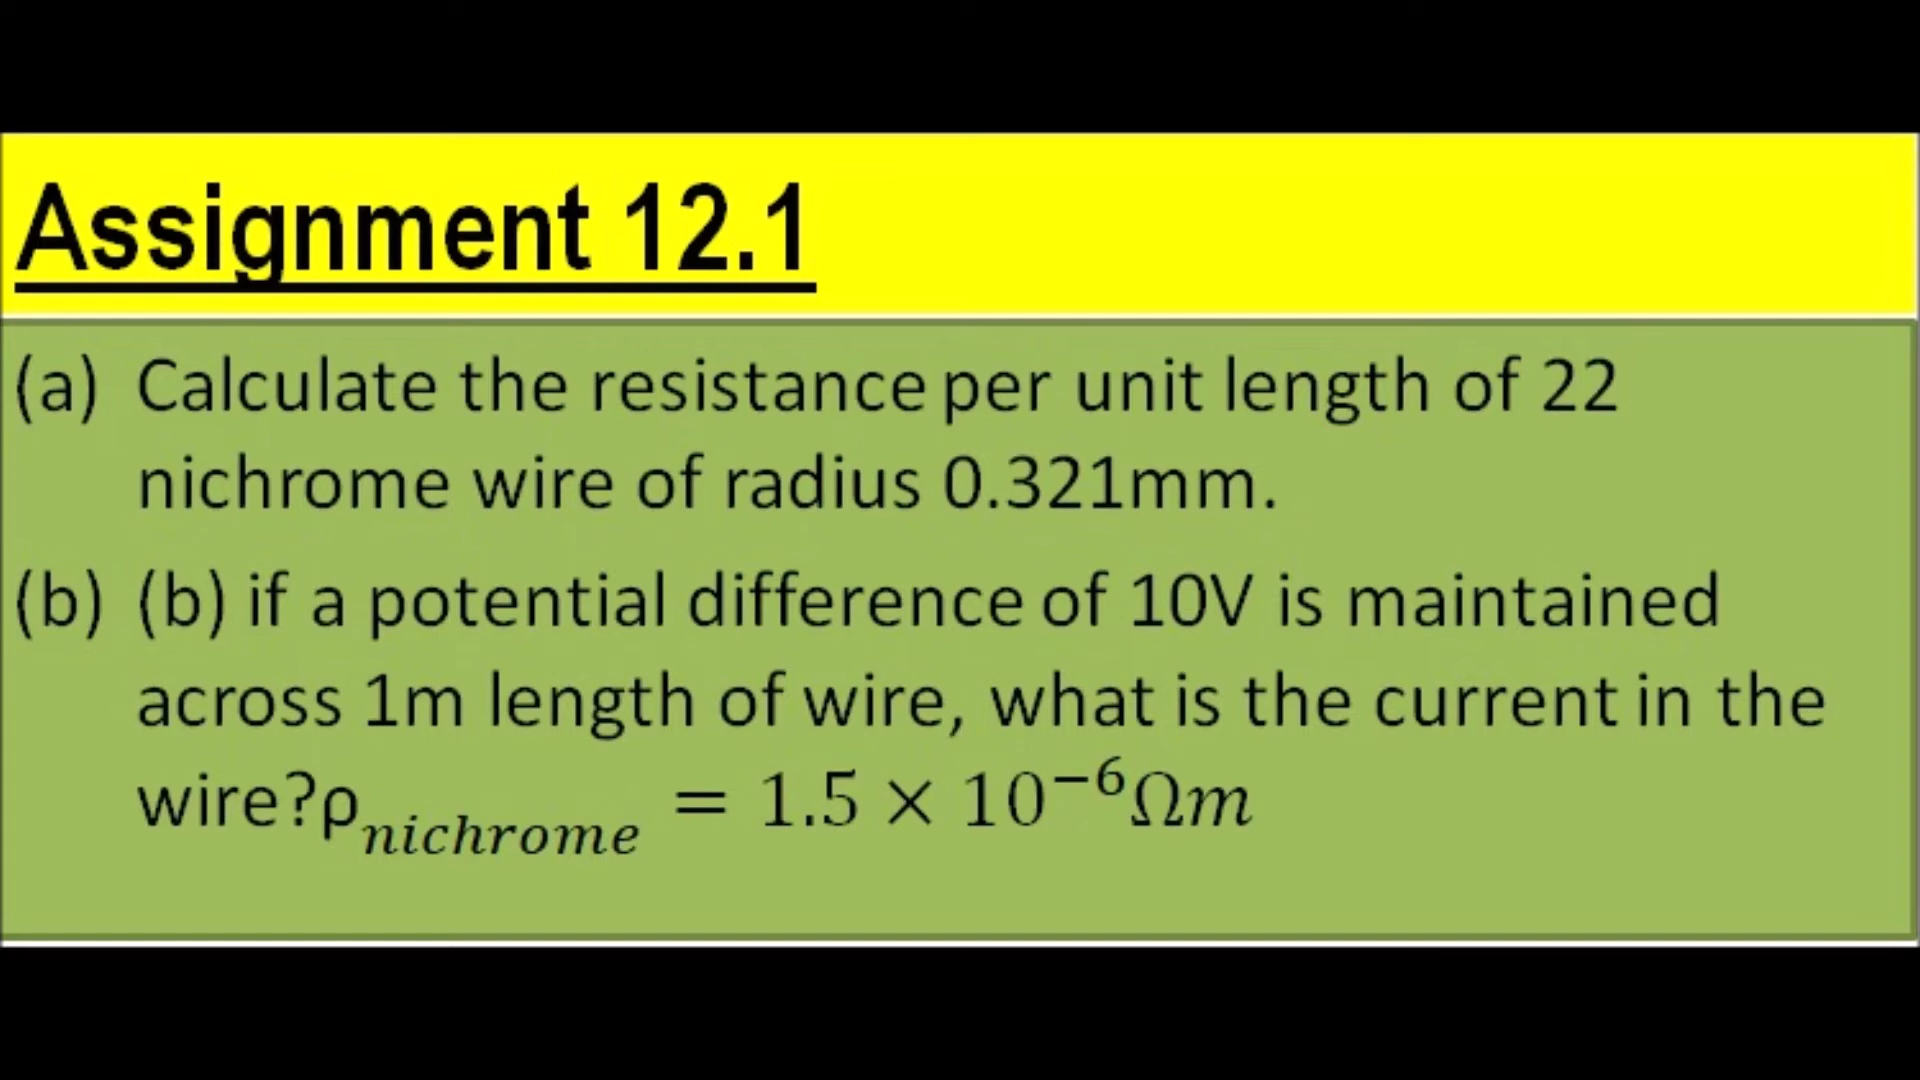 Assignment 12.1
(a) Calculate the resistance per unit length of 22
nichrome wire of radius 0.321mm.
(b) (b) if a potential difference of 10V is maintained
across 1m length of wire, what is the current in the
wire?ρ_nichrome = 1.5 × 10⁻⁶Ωm